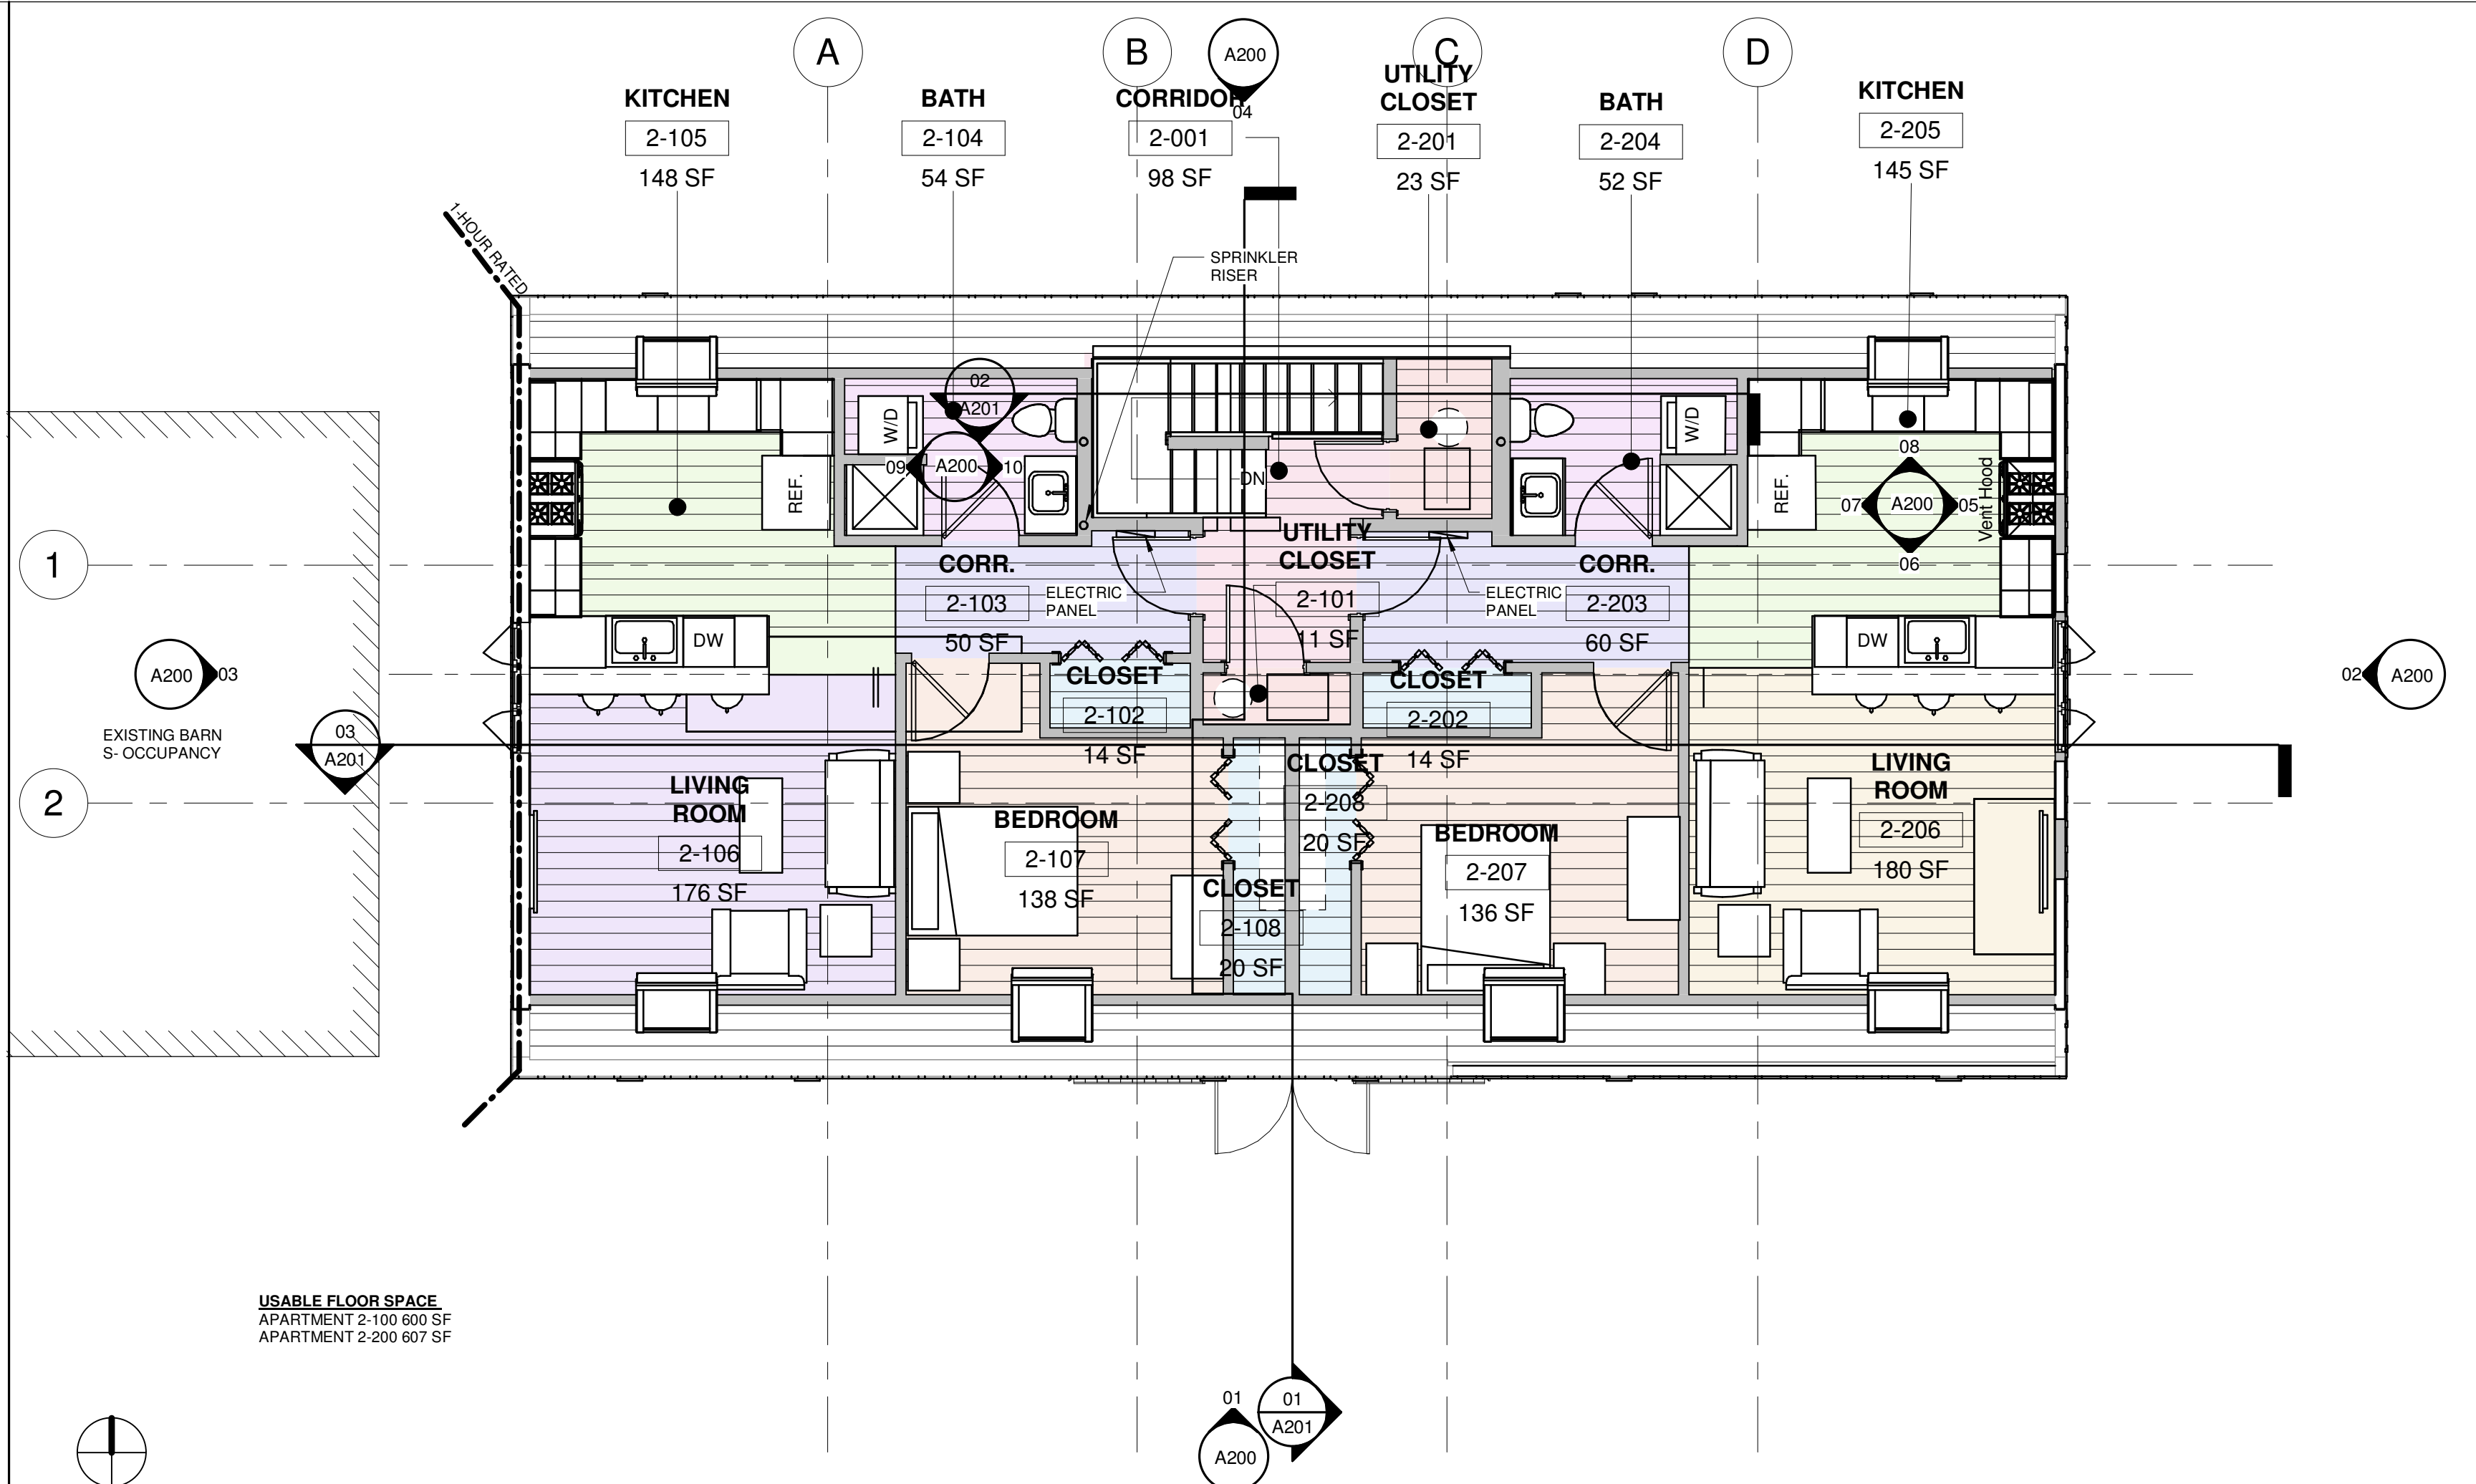 A
B
A200
04
C
D
KITCHEN
2-105
148 SF
BATH
2-104
54 SF
CORRIDOR
2-001
98 SF
UTILITY
CLOSET
2-201
23 SF
BATH
2-204
52 SF
KITCHEN
2-205
145 SF
1-HOUR RATED
SPRINKLER
RISER
W/D
02
A201
09
A200
10
REF.
DN
W/D
REF.
08
07
A200
05
06
Vent Hood
1
CORR.
2-103
50 SF
ELECTRIC
PANEL
UTILITY
CLOSET
2-101
11 SF
ELECTRIC
PANEL
CORR.
2-203
60 SF
DW
DW
A200
03
02
A200
EXISTING BARN
S- OCCUPANCY
03
A201
2
CLOSET
2-102
14 SF
CLOSET
2-202
14 SF
LIVING
ROOM
2-106
176 SF
BEDROOM
2-107
138 SF
CLOSET
2-208
20 SF
CLOSET
2-108
20 SF
BEDROOM
2-207
136 SF
LIVING
ROOM
2-206
180 SF
USABLE FLOOR SPACE
APARTMENT 2-100 600 SF
APARTMENT 2-200 607 SF
01
A200
01
A201